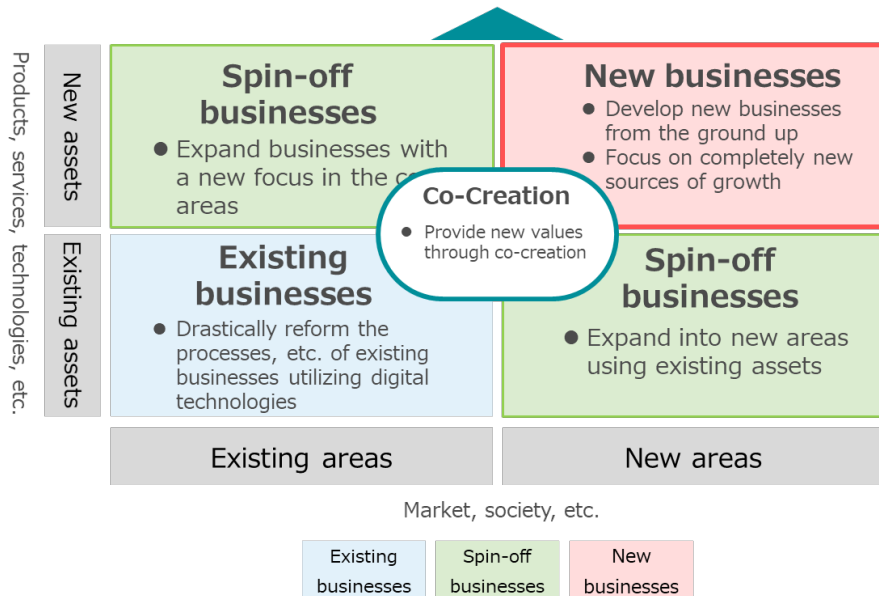 Products, services, technologies, etc.
New assets
Existing assets
Spin-off
businesses
● Expand businesses with
a new focus in the
areas
New businesses
● Develop new businesses
from the ground up
● Focus on completely new
sources of growth
Co-Creation
● Provide new values
through co-creation
Existing
businesses
● Drastically reform the
processes, etc. of existing
businesses utilizing digital
technologies
Spin-off
businesses
● Expand into new areas
using existing assets
Existing areas
New areas
Market, society, etc.
Existing
businesses
Spin-off
businesses
New
businesses